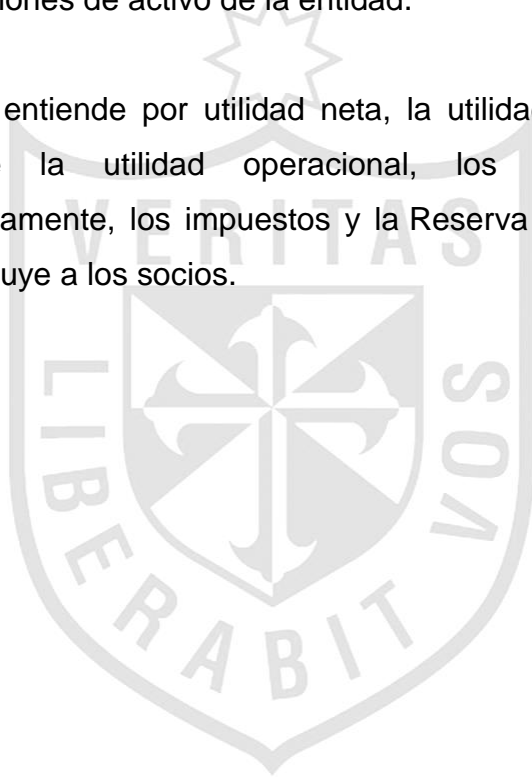 iones de activo de la entidad.
entiende por utilidad neta, la utilida
la utilidad operacional, los
amente, los impuestos y la Reserva
uye a los socios.
VERITAS
LIBERABIT
VOS